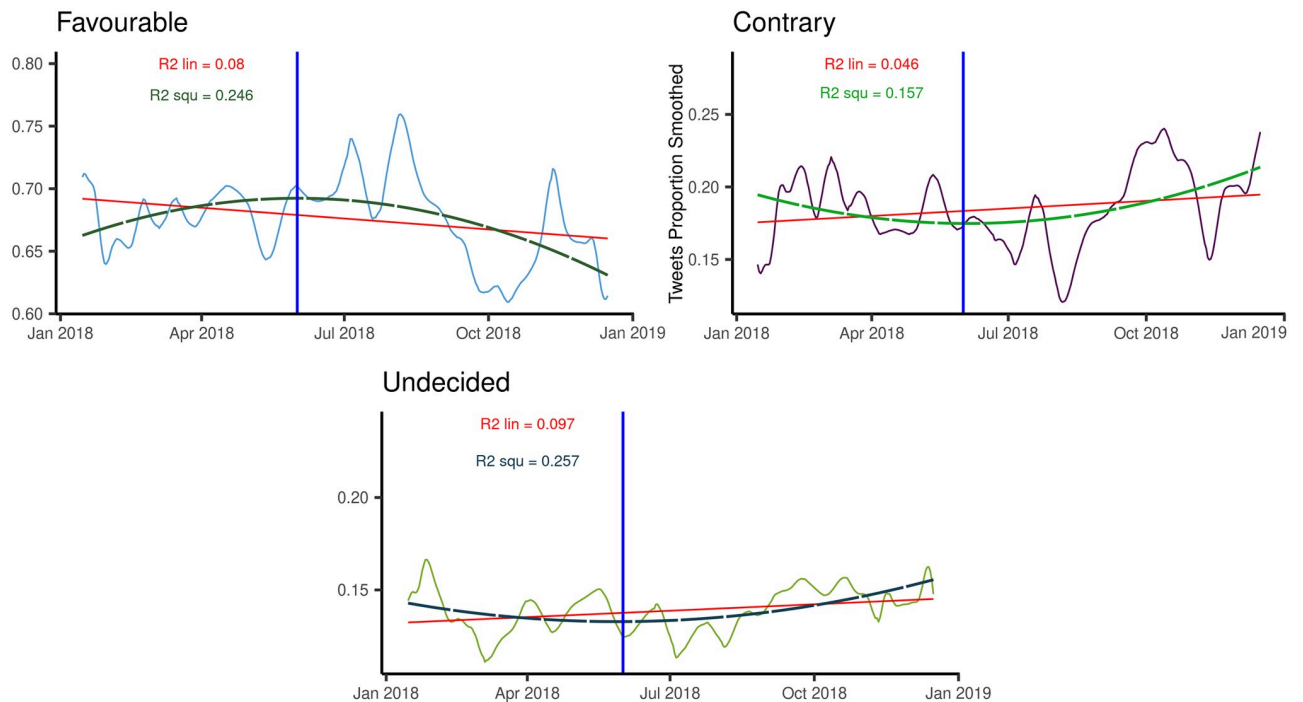 Favourable
R2 lin = 0.08
R2 squ = 0.246
0.80
0.75
0.70
0.65
0.60
Jan 2018 Apr 2018 Jul 2018 Oct 2018 Jan 2019
Contrary
Tweets Proportion Smoothed
R2 lin = 0.046
R2 squ = 0.157
0.25
0.20
0.15
Jan 2018 Apr 2018 Jul 2018 Oct 2018 Jan 2019
Undecided
R2 lin = 0.097
R2 squ = 0.257
0.20
0.15
Jan 2018 Apr 2018 Jul 2018 Oct 2018 Jan 2019